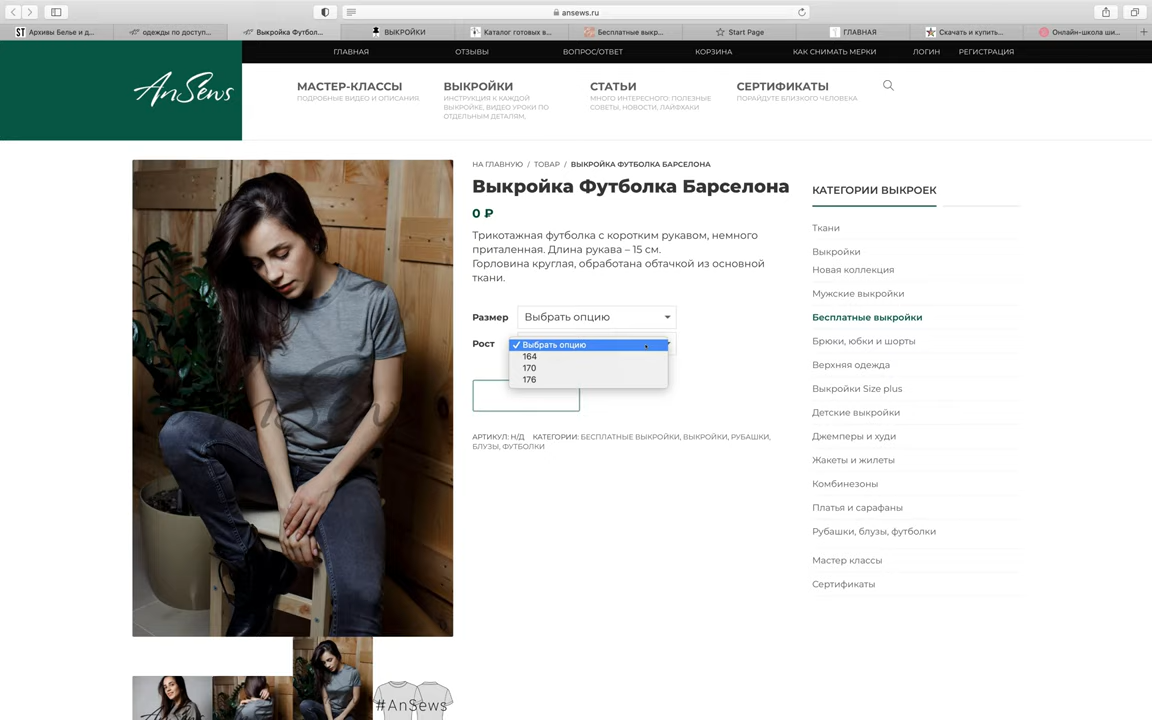 ansews.ru
Архивы Белье и д...
одежды по доступ...
Выкройка Футбол...
ВЫКРОЙКИ
Каталог готовых в...
Бесплатные выкр...
Start Page
ГЛАВНАЯ
Скачать и купить...
Онлайн-школа ши...
ГЛАВНАЯ
ОТЗЫВЫ
ВОПРОС/ОТВЕТ
КОРЗИНА
КАК СНИМАТЬ МЕРКИ
ЛОГИН
РЕГИСТРАЦИЯ
AnSews
МАСТЕР-КЛАССЫ
ПОДРОБНЫЕ ВИДЕО И ОПИСАНИЯ.
ВЫКРОЙКИ
ИНСТРУКЦИЯ К КАЖДОЙ
ВЫКРОЙКЕ, ВИДЕО УРОКИ ПО
ОТДЕЛЬНЫМ ДЕТАЛЯМ,
СТАТЬИ
МНОГО ИНТЕРЕСНОГО: ПОЛЕЗНЫЕ
СОВЕТЫ, НОВОСТИ, ЛАЙФХАКИ
СЕРТИФИКАТЫ
ПОРАЙДУТЕ БЛИЗКОГО ЧЕЛОВЕКА
НА ГЛАВНУЮ / ТОВАР / ВЫКРОЙКА ФУТБОЛКА БАРСЕЛОНА
Выкройка Футболка Барселона
0 ₽
Трикотажная футболка с коротким рукавом, немного
приталенная. Длина рукава – 15 см.
Горловина круглая, обработана обтачкой из основной
ткани.
Размер Выбрать опцию
Рост
✓ Выбрать опцию
164
170
176
АРТИКУЛ: Н/Д КАТЕГОРИИ: БЕСПЛАТНЫЕ ВЫКРОЙКИ, ВЫКРОЙКИ, РУБАШКИ,
БЛУЗЫ, ФУТБОЛКИ
КАТЕГОРИИ ВЫКРОЕК
Ткани
Выкройки
Новая коллекция
Мужские выкройки
Бесплатные выкройки
Брюки, юбки и шорты
Верхняя одежда
Выкройки Size plus
Детские выкройки
Джемперы и худи
Жакеты и жилеты
Комбинезоны
Платья и сарафаны
Рубашки, блузы, футболки
Мастер классы
Сертификаты
#AnSews